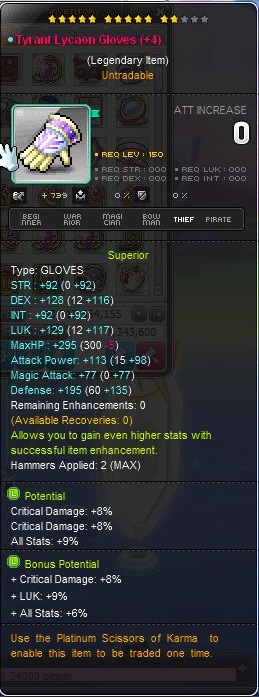 Tyrant Lycaon Gloves (+4)
(Legendary Item)
Untradable
ATT INCREASE
0
REQ LEV : 150
REQ STR : 000
REQ LUK : 000
REQ DEX : 000
REQ INT : 000
+ 799
0 %
0 %
BEGINNER
WARRIOR
MAGICIAN
BOWMAN
THIEF
PIRATE
Superior
Type: GLOVES
STR : +92 (0 +92)
DEX : +128 (12 +116)
INT : +92 (0 +92)
LUK : +129 (12 +117)
MaxHP : +295 (300 -5)
Attack Power: +113 (15 +98)
Magic Attack: +77 (0 +77)
Defense: +195 (60 +135)
Remaining Enhancements: 0
(Available Recoveries: 0)
Allows you to gain even higher stats with
successful item enhancement.
Hammers Applied: 2 (MAX)
Potential
Critical Damage: +8%
Critical Damage: +8%
All Stats: +9%
Bonus Potential
+ Critical Damage: +8%
+ LUK: +9%
+ All Stats: +6%
Use the Platinum Scissors of Karma to
enable this item to be traded one time.